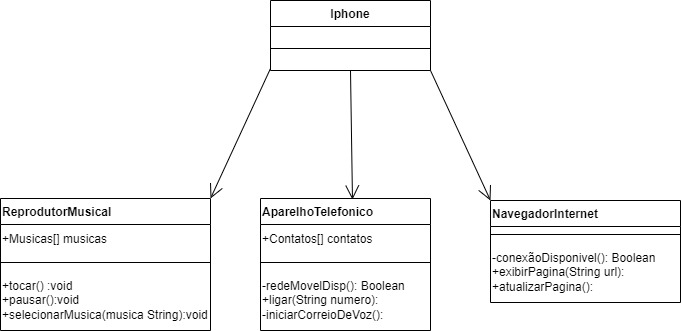 Iphone
ReprodutorMusical
+Musicas[] musicas
+tocar() :void
+pausar():void
+selecionarMusica(musica String):void
AparelhoTelefonico
+Contatos[] contatos
-redeMovelDisp(): Boolean
+ligar(String numero):
-iniciarCorreioDeVoz():
NavegadorInternet
-conexãoDisponivel(): Boolean
+exibirPagina(String url):
+atualizarPagina():